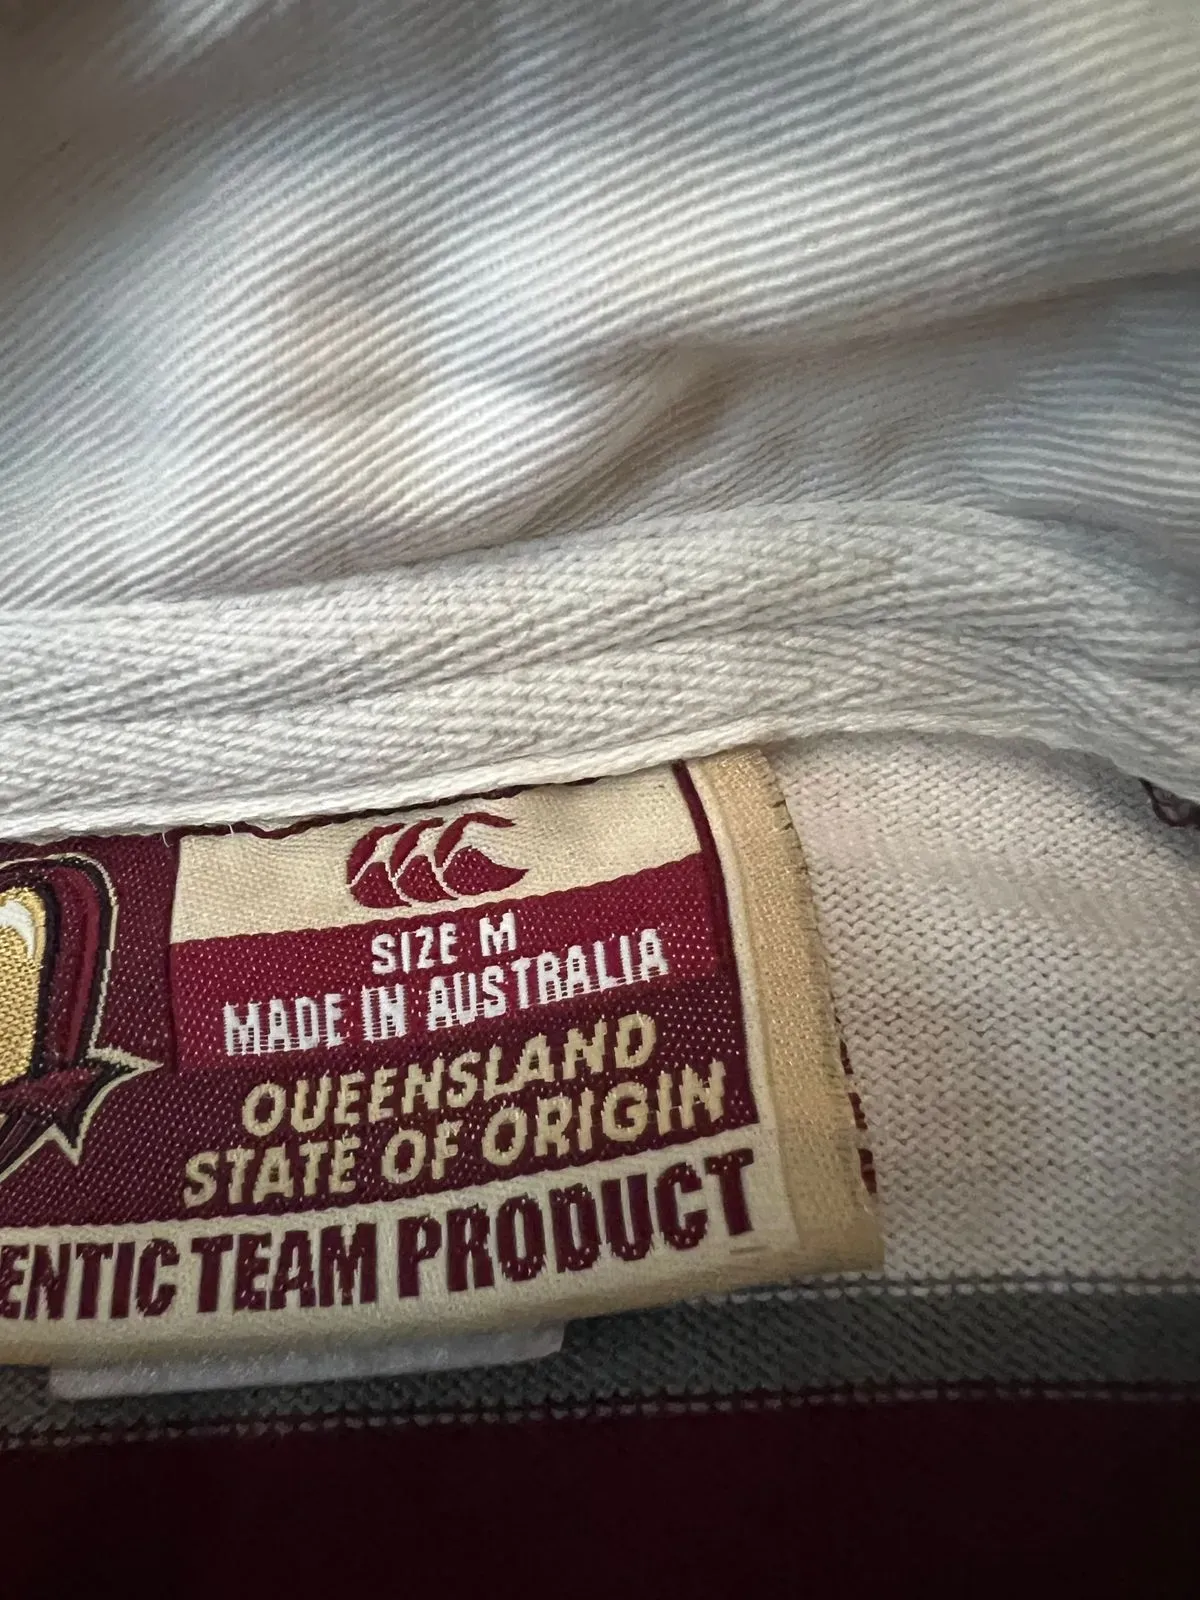 SIZE M
MADE IN AUSTRALIA
QUEENSLAND
STATE OF ORIGIN
ENTIC TEAM PRODUCT